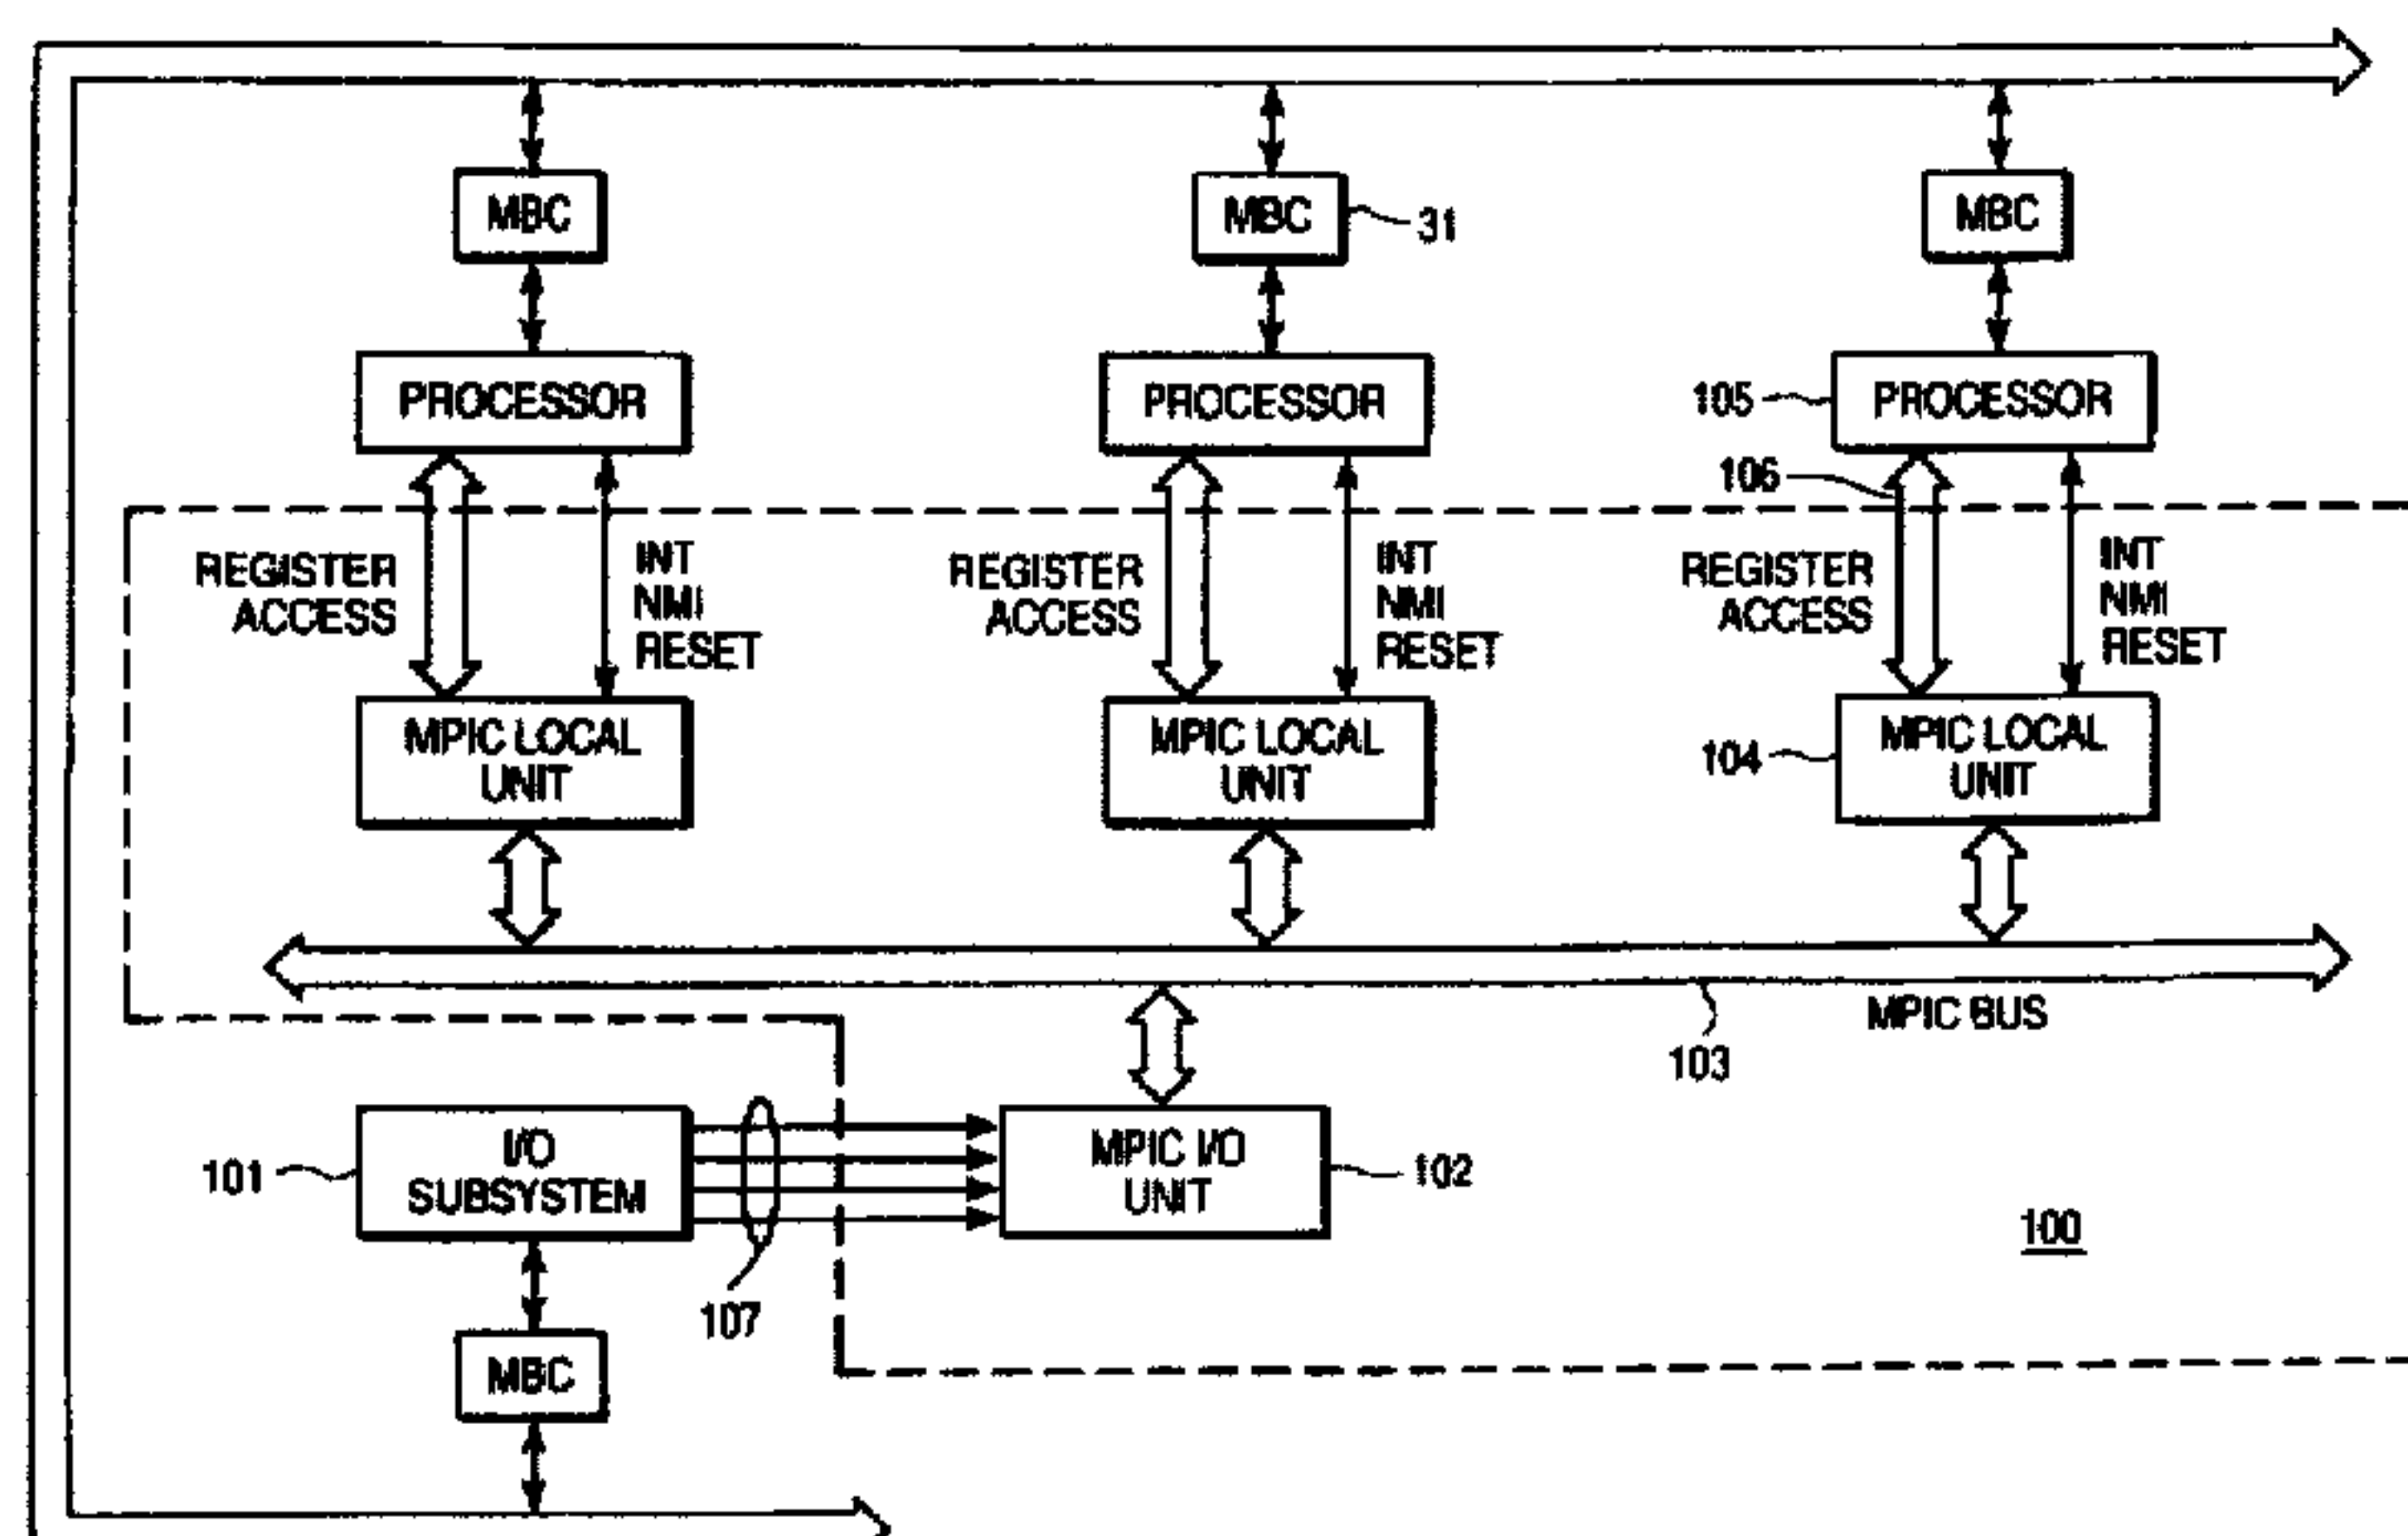 MBC
MBC
31
MBC
PROCESSOR
PROCESSOR
105
PROCESSOR
106
REGISTER
ACCESS
INT
NMI
RESET
REGISTER
ACCESS
INT
NMI
RESET
REGISTER
ACCESS
INT
NMI
RESET
MPIC LOCAL
UNIT
MPIC LOCAL
UNIT
104
MPIC LOCAL
UNIT
MPIC BUS
103
101
I/O
SUBSYSTEM
107
MPIC I/O
UNIT
102
100
MBC